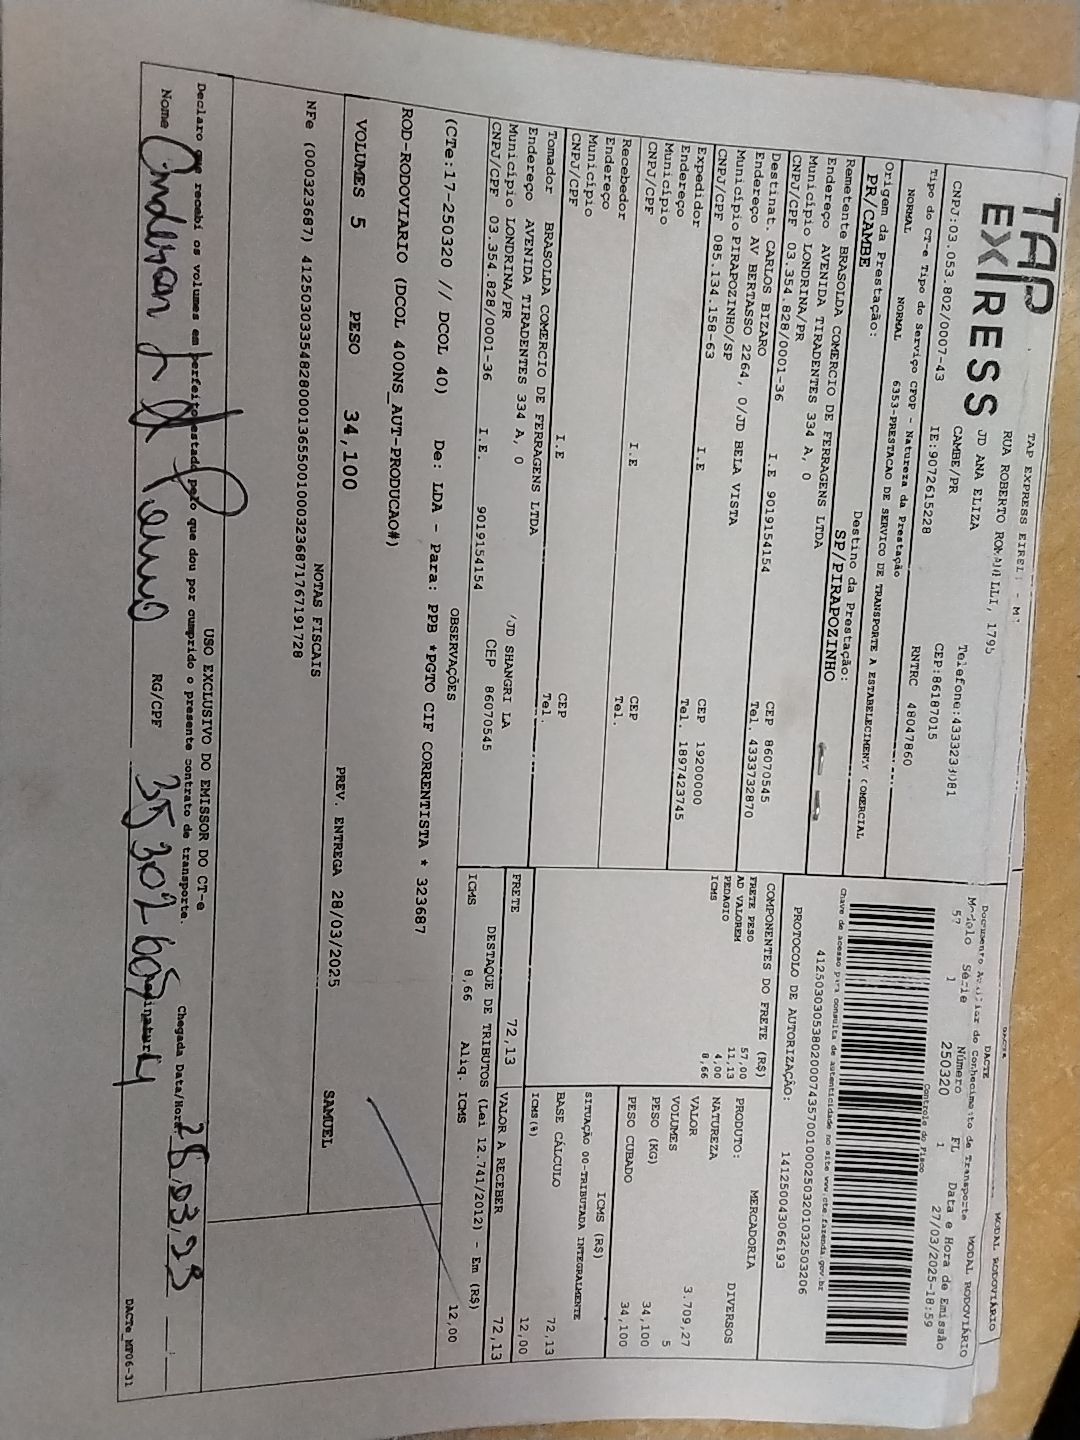 TAP EXPRESS
TAP EXPRESS EIRELI - M
RUA ROBERTO ROMANELLI, 1795
JD ANA ELIZA
CAMBE/PR
Telefone:4333233081
CEP:86187015
CNPJ:03.053.802/0007-43 IE:9072615228 RNTRC 48047860
Tipo do CT-e Tipo do Serviço CFOP - Natureza da Prestação
NORMAL NORMAL 6353-PRESTACAO DE SERVICO DE TRANSPORTE A ESTABELECIMENT COMERCIAL
Origem da Prestação: Destino da Prestação:
PR/CAMBE SP/PIRAPOZINHO
Remetente BRASOLDA COMERCIO DE FERRAGENS LTDA
Endereço AVENIDA TIRADENTES 334 A, 0
Município LONDRINA/PR CEP 86070545
CNPJ/CPF 03.354.828/0001-36 I.E 9019154154 Tel. 4333732870
Destinat. CARLOS BIZARO
Endereço AV BERTASSO 2264, 0/JD BELA VISTA
Município PIRAPOZINHO/SP CEP 19200000
CNPJ/CPF 085.134.158-63 I.E Tel. 1897423745
Expedidor
Endereço
Município CEP
CNPJ/CPF I.E Tel.
Recebedor
Endereço
Município CEP
CNPJ/CPF I.E Tel.
Tomador BRASOLDA COMERCIO DE FERRAGENS LTDA
Endereço AVENIDA TIRADENTES 334 A, 0 /JD SHANGRI LA
Município LONDRINA/PR CEP 86070545
CNPJ/CPF 03.354.828/0001-36 I.E. 9019154154
DACTE MODAL RODOVIÁRIO
DACTE
Documento Auxiliar do Conhecimento de Transporte MODAL RODOVIÁRIO
Modelo Série Número FL Data e Hora de Emissão
57 1 250320 1 27/03/2025-18:59
Controle do Fisco
Chave de acesso para consulta de autenticidade no site www.cte.fazenda.gov.br
41250303053802000743570010002503201032503206
PROTOCOLO DE AUTORIZAÇÃO: 141250043066193
COMPONENTES DO FRETE (R$)
FRETE PESO 57,00
AD VALOREM 11,13
PEDAGIO 4,00
ICMS 8,66
PRODUTO: MERCADORIA
NATUREZA DIVERSOS
VALOR 3.709,27
VOLUMES 5
PESO (KG) 34,100
PESO CUBADO 34,100
ICMS (R$)
SITUAÇÃO 00-TRIBUTADA INTEGRALMENTE
BASE CÁLCULO 72,13
ICMS(%) 12,00
FRETE 72,13 VALOR A RECEBER 72,13
DESTAQUE DE TRIBUTOS (Lei 12.741/2012) - Em (R$)
ICMS 8,66 Aliq. ICMS 12,00
OBSERVAÇÕES
(CTe:17-250320 // DCOL 40) De: LDA - Para: PPB *PGTO CIF CORRENTISTA * 323687
ROD-RODOVIARIO (DCOL 400NS_AUT-PRODUCAO#)
VOLUMES 5 PESO 34,100 PREV. ENTREGA 28/03/2025 SAMUEL
NOTAS FISCAIS
NFe (000323687) 41250303354828000136550010003236871767191728
USO EXCLUSIVO DO EMISSOR DO CT-e
Declaro que recebi os volumes em perfeito estado pelo que dou por cumprido o presente contrato de transporte.
Chegada Data/Hora
Nome Anderson RG/CPF Assinatura
DACTe_MF06-31